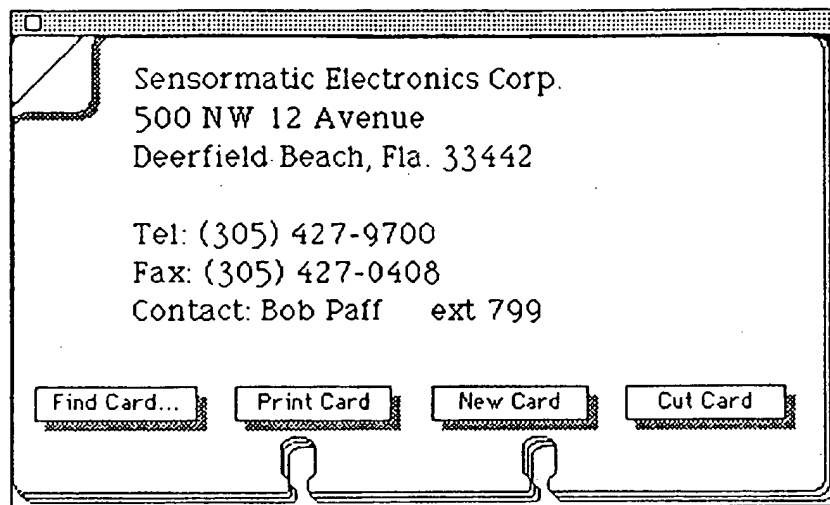 Sensormatic Electronics Corp.
500 NW 12 Avenue
Deerfield Beach, Fla. 33442
Tel: (305) 427-9700
Fax: (305) 427-0408
Contact: Bob Paff ext 799
Find Card... Print Card New Card Cut Card